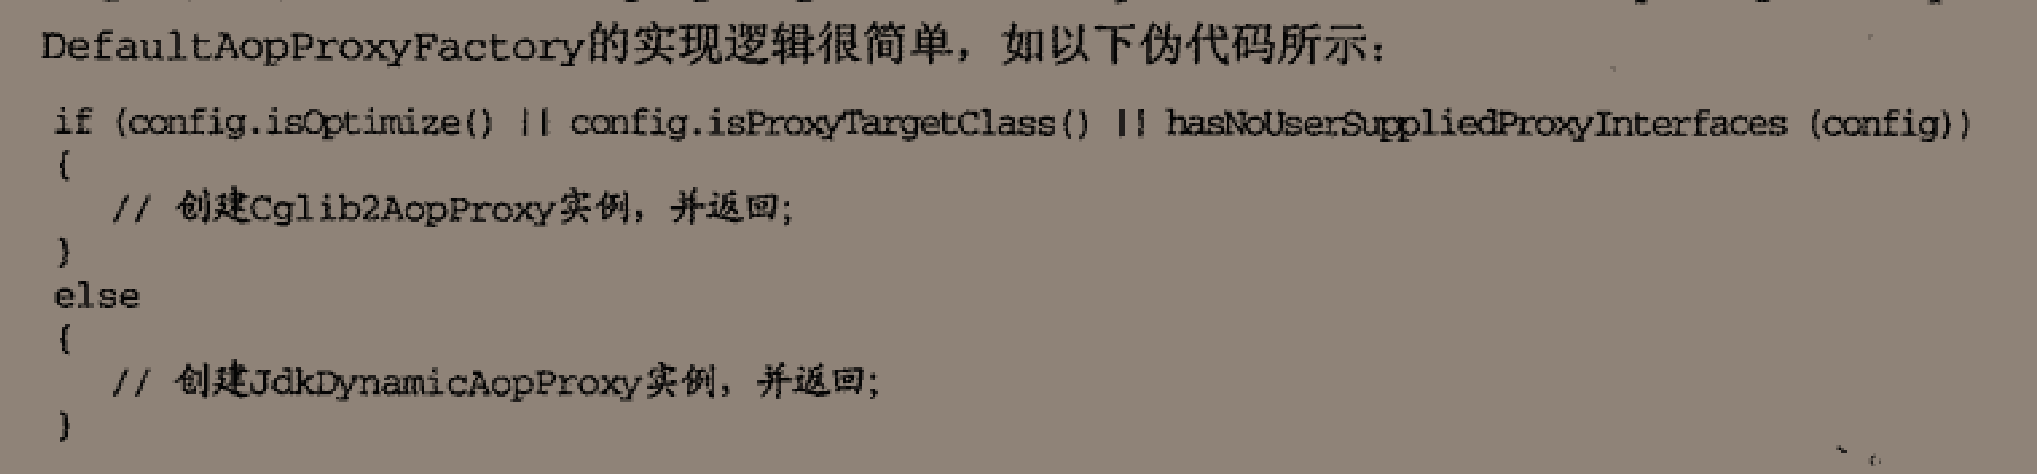 DefaultAopProxyFactory的实现逻辑很简单，如以下伪代码所示：
if (config.isOptimize() || config.isProxyTargetClass() || hasNoUserSuppliedProxyInterfaces (config))
{
// 创建Cglib2AopProxy实例，并返回;
}
else
{
// 创建JdkDynamicAopProxy实例，并返回;
}